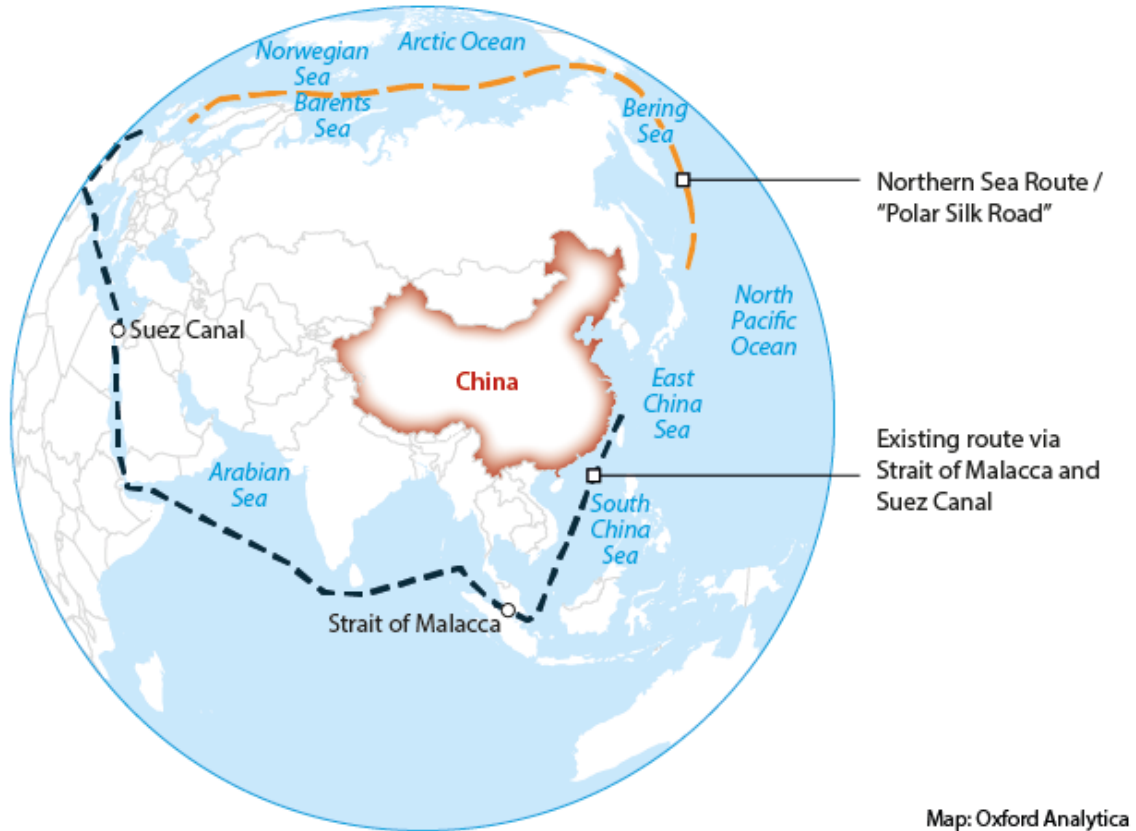 Norwegian
Sea
Arctic Ocean
Barents
Sea
Bering
Sea
Northern Sea Route /
“Polar Silk Road”
North
Pacific
Ocean
Suez Canal
China
East
China
Sea
Existing route via
Strait of Malacca and
Suez Canal
Arabian
Sea
South
China
Sea
Strait of Malacca
Map: Oxford Analytica